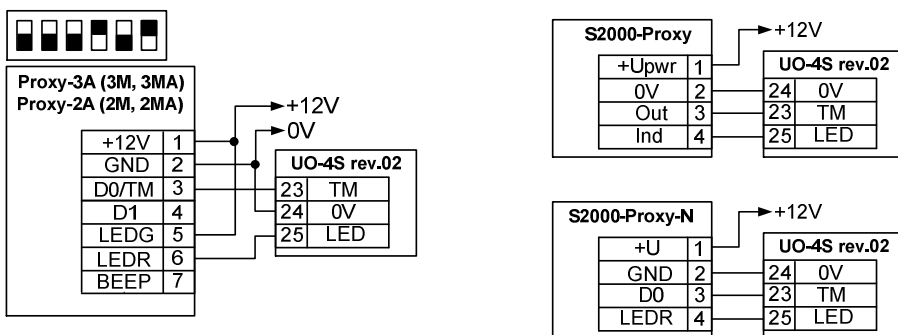 Proxy-3A (3M, 3MA)
Proxy-2A (2M, 2MA)
+12V 1
GND 2
D0/TM 3
D1 4
LEDG 5
LEDR 6
BEEP 7
+12V
0V
UO-4S rev.02
23 TM
24 0V
25 LED
S2000-Proxy
+Upwr 1
0V 2
Out 3
Ind 4
+12V
UO-4S rev.02
24 0V
23 TM
25 LED
S2000-Proxy-N
+U 1
GND 2
D0 3
LEDR 4
+12V
UO-4S rev.02
24 0V
23 TM
25 LED